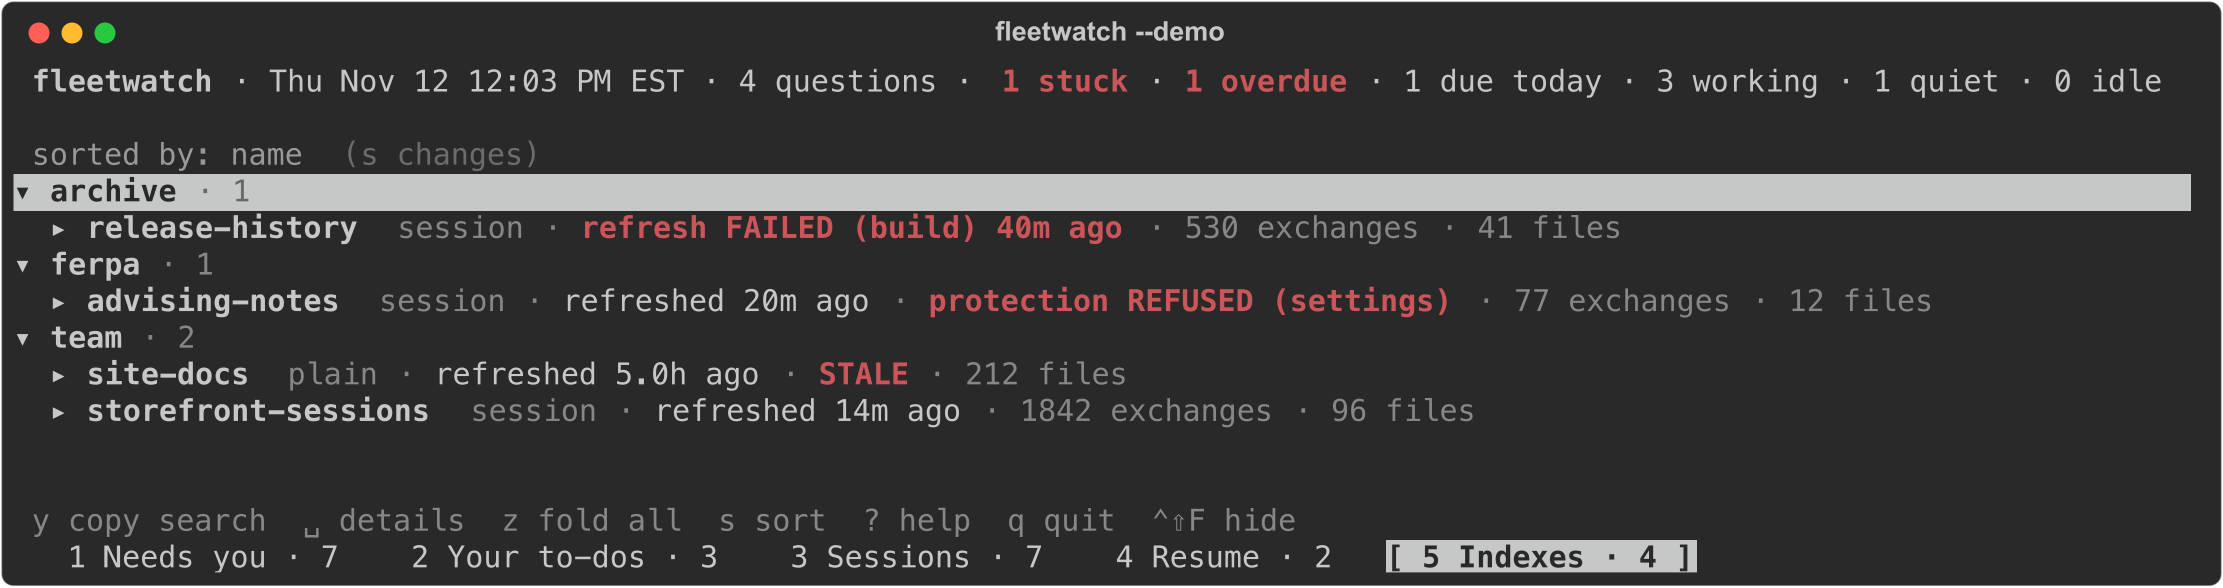 fleetwatch --demo
fleetwatch · Thu Nov 12 12:03 PM EST · 4 questions · 1 stuck · 1 overdue · 1 due today · 3 working · 1 quiet · 0 idle
sorted by: name (s changes)
▾ archive · 1
▸ release-history session · refresh FAILED (build) 40m ago · 530 exchanges · 41 files
▾ ferpa · 1
▸ advising-notes session · refreshed 20m ago · protection REFUSED (settings) · 77 exchanges · 12 files
▾ team · 2
▸ site-docs plain · refreshed 5.0h ago · STALE · 212 files
▸ storefront-sessions session · refreshed 14m ago · 1842 exchanges · 96 files
y copy search ␣ details z fold all s sort ? help q quit ^⇧F hide
1 Needs you · 7 2 Your to-dos · 3 3 Sessions · 7 4 Resume · 2 [ 5 Indexes · 4 ]